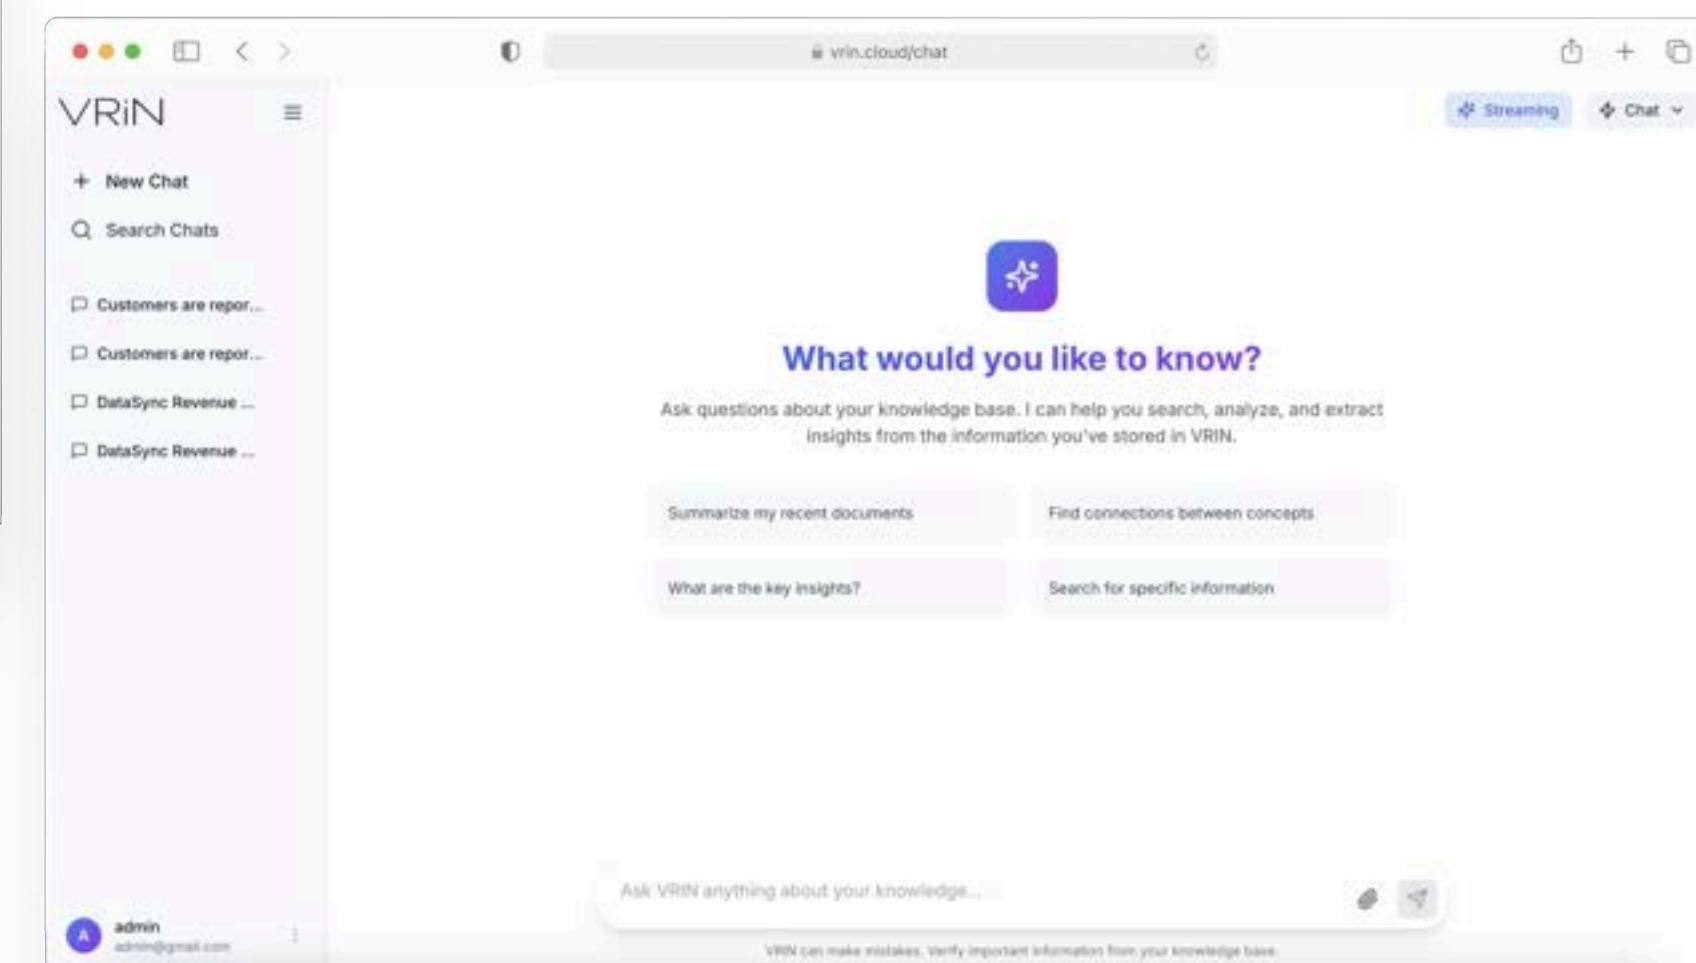 vrin.cloud/chat
VRiN
Streaming
Chat
New Chat
Search Chats
Customers are repor...
Customers are repor...
DataSync Revenue ...
DataSync Revenue ...
What would you like to know?
Ask questions about your knowledge base. I can help you search, analyze, and extract
insights from the information you've stored in VRIN.
Summarize my recent documents
Find connections between concepts
What are the key insights?
Search for specific information
Ask VRIN anything about your knowledge...
A
admin
admin@gmail.com
VRIN can make mistakes. Verify important information from your knowledge base.